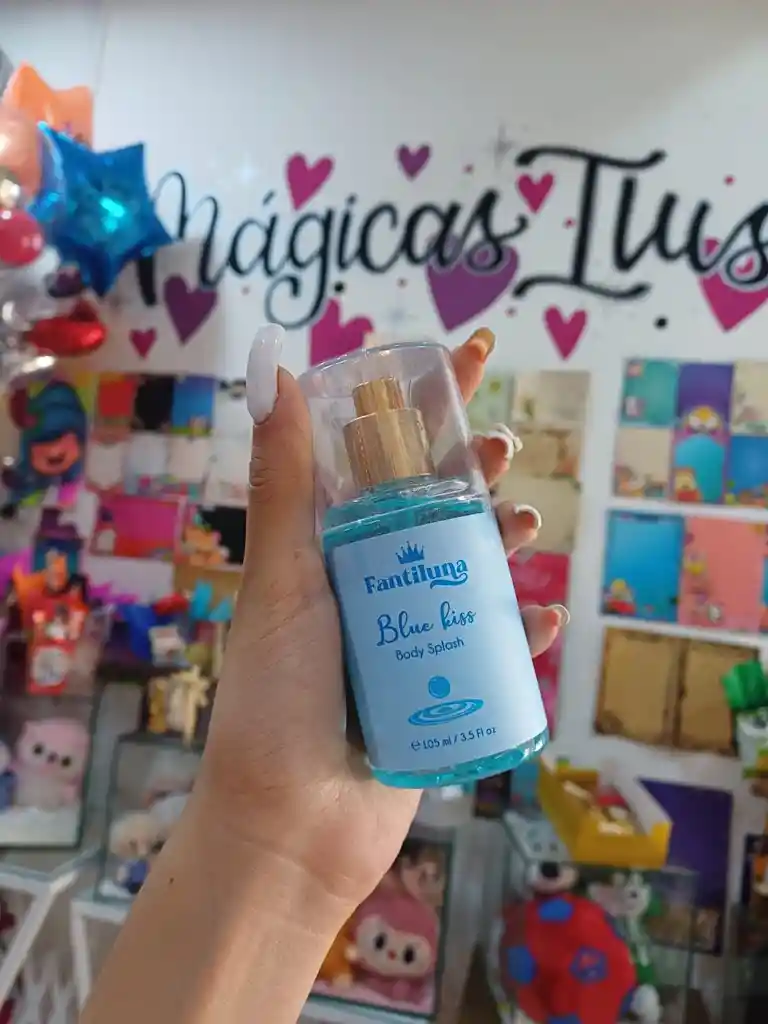 Mágicas Ilus
Fantiluna
Blue kiss
Body Splash
℮ 105 ml / 3.5 Fl oz